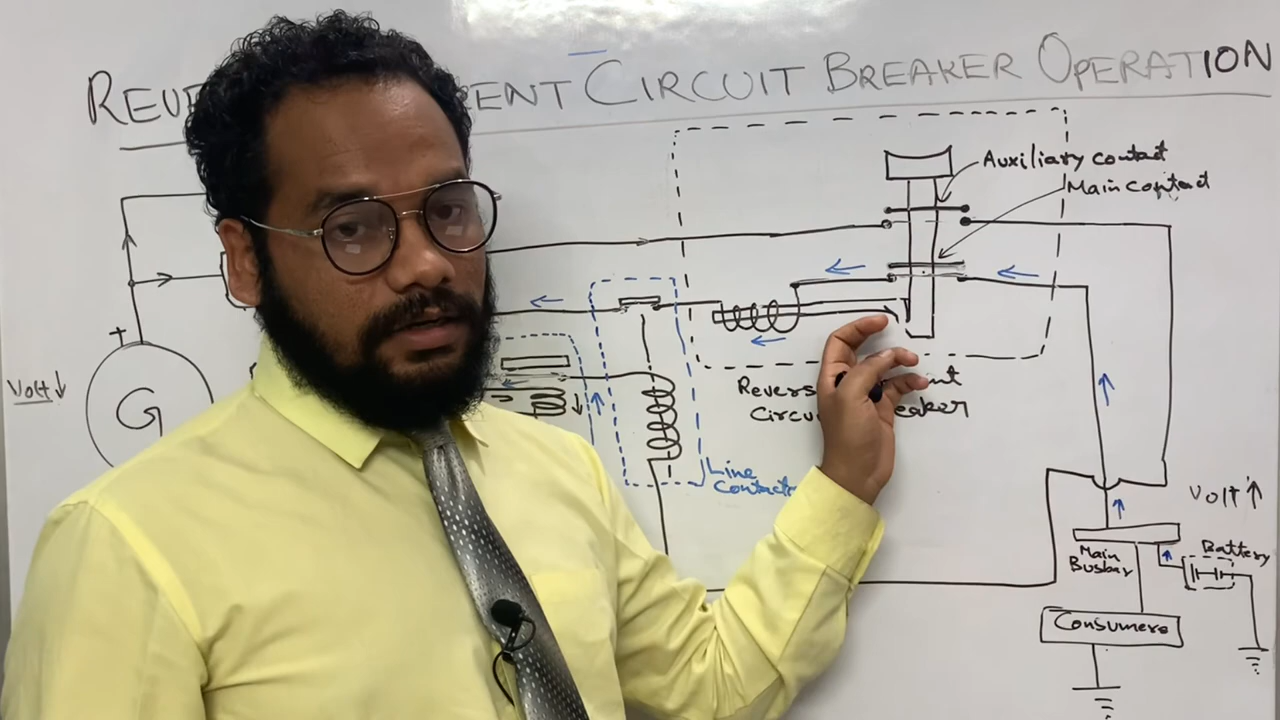 CIRCUIT BREAKER OPERATION
Auxiliary contact
Main contact
+
Volt ↓
G
Line
Volt ↑
Main
Busbar
Battery
Consumers